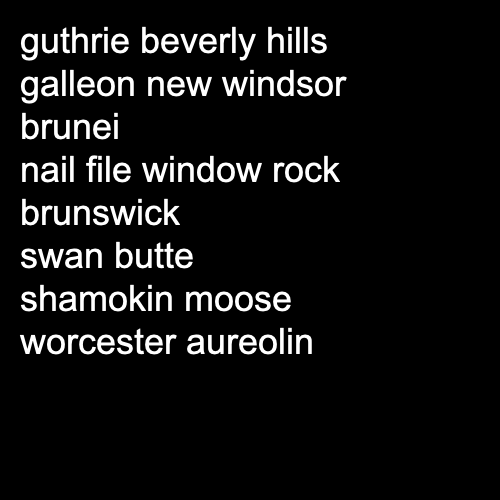 guthrie beverly hills
galleon new windsor
brunei
nail file window rock
brunswick
swan butte
shamokin moose
worcester aureolin